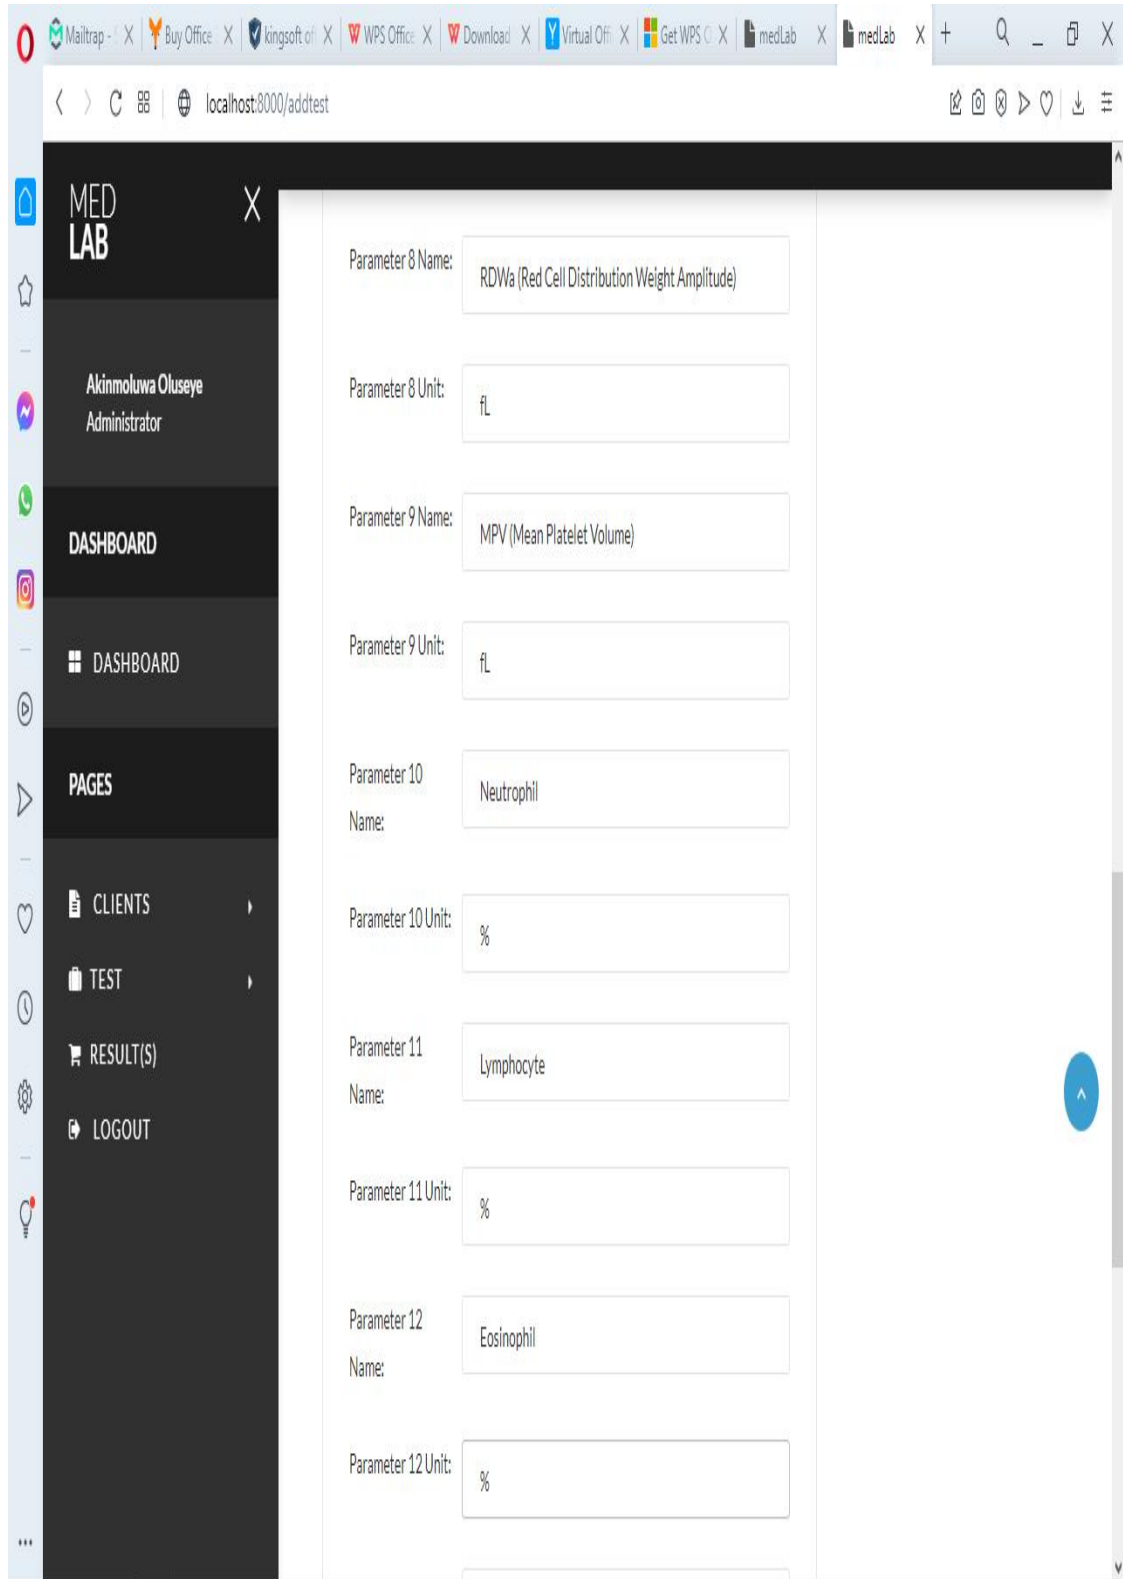 Mailtrap -
Buy Office
kingsoft of
WPS Office
Download
Virtual Off
Get WPS O
medLab
medLab
localhost:8000/addtest
MED
LAB
Akinmoluwa Oluseye
Administrator
DASHBOARD
DASHBOARD
PAGES
CLIENTS
TEST
RESULT(S)
LOGOUT
Parameter 8 Name:
RDWa (Red Cell Distribution Weight Amplitude)
Parameter 8 Unit:
fL
Parameter 9 Name:
MPV (Mean Platelet Volume)
Parameter 9 Unit:
fL
Parameter 10
Name:
Neutrophil
Parameter 10 Unit:
%
Parameter 11
Name:
Lymphocyte
Parameter 11 Unit:
%
Parameter 12
Name:
Eosinophil
Parameter 12 Unit:
%